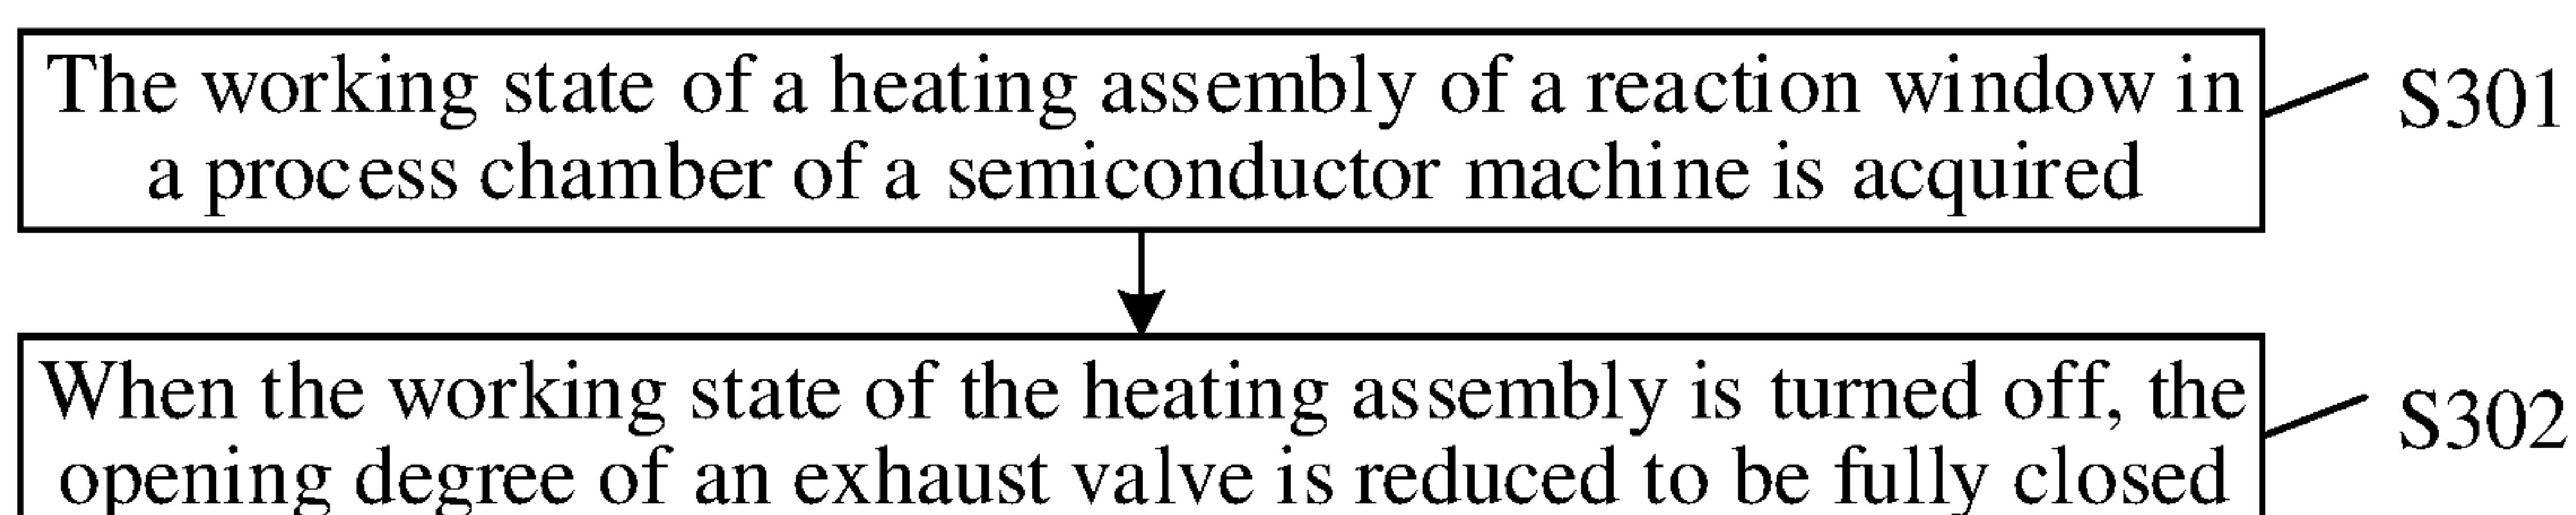 The working state of a heating assembly of a reaction window in
a process chamber of a semiconductor machine is acquired
S301
When the working state of the heating assembly is turned off, the
opening degree of an exhaust valve is reduced to be fully closed
S302